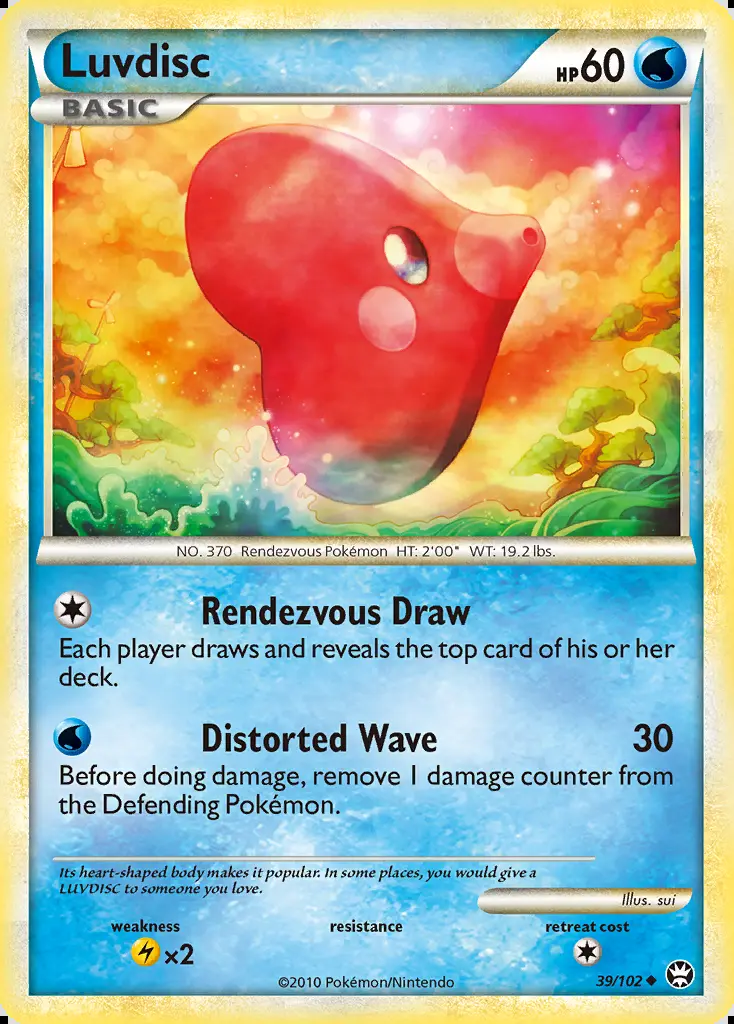 Luvdisc
HP60
BASIC
NO. 370 Rendezvous Pokémon HT: 2'00" WT: 19.2 lbs.
Rendezvous Draw
Each player draws and reveals the top card of his or her
deck.
Distorted Wave 30
Before doing damage, remove 1 damage counter from
the Defending Pokémon.
Its heart-shaped body makes it popular. In some places, you would give a
LUVDISC to someone you love.
Illus. sui
weakness resistance retreat cost
×2
©2010 Pokémon/Nintendo 39/102